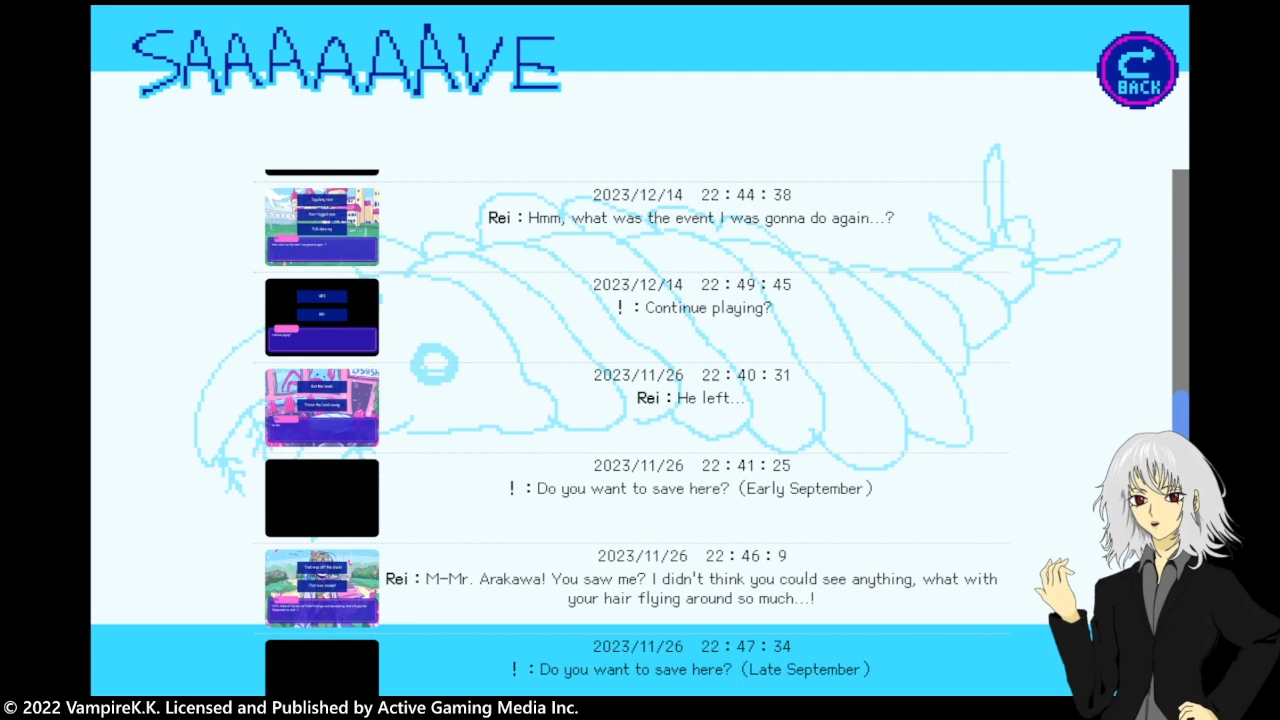 SAAAAAAVE
BACK
2023/12/14 22:44:38
Rei:Hmm, what was the event I was gonna do again...?
2023/12/14 22:49:45
!:Continue playing?
YES
NO
2023/11/26 22:40:31
Rei:He left...
2023/11/26 22:41:25
!:Do you want to save here? (Early September)
2023/11/26 22:46:9
Rei:M-Mr. Arakawa! You saw me? I didn't think you could see anything, what with
your hair flying around so much...!
2023/11/26 22:47:34
!:Do you want to save here? (Late September)
© 2022 VampireK.K. Licensed and Published by Active Gaming Media Inc.